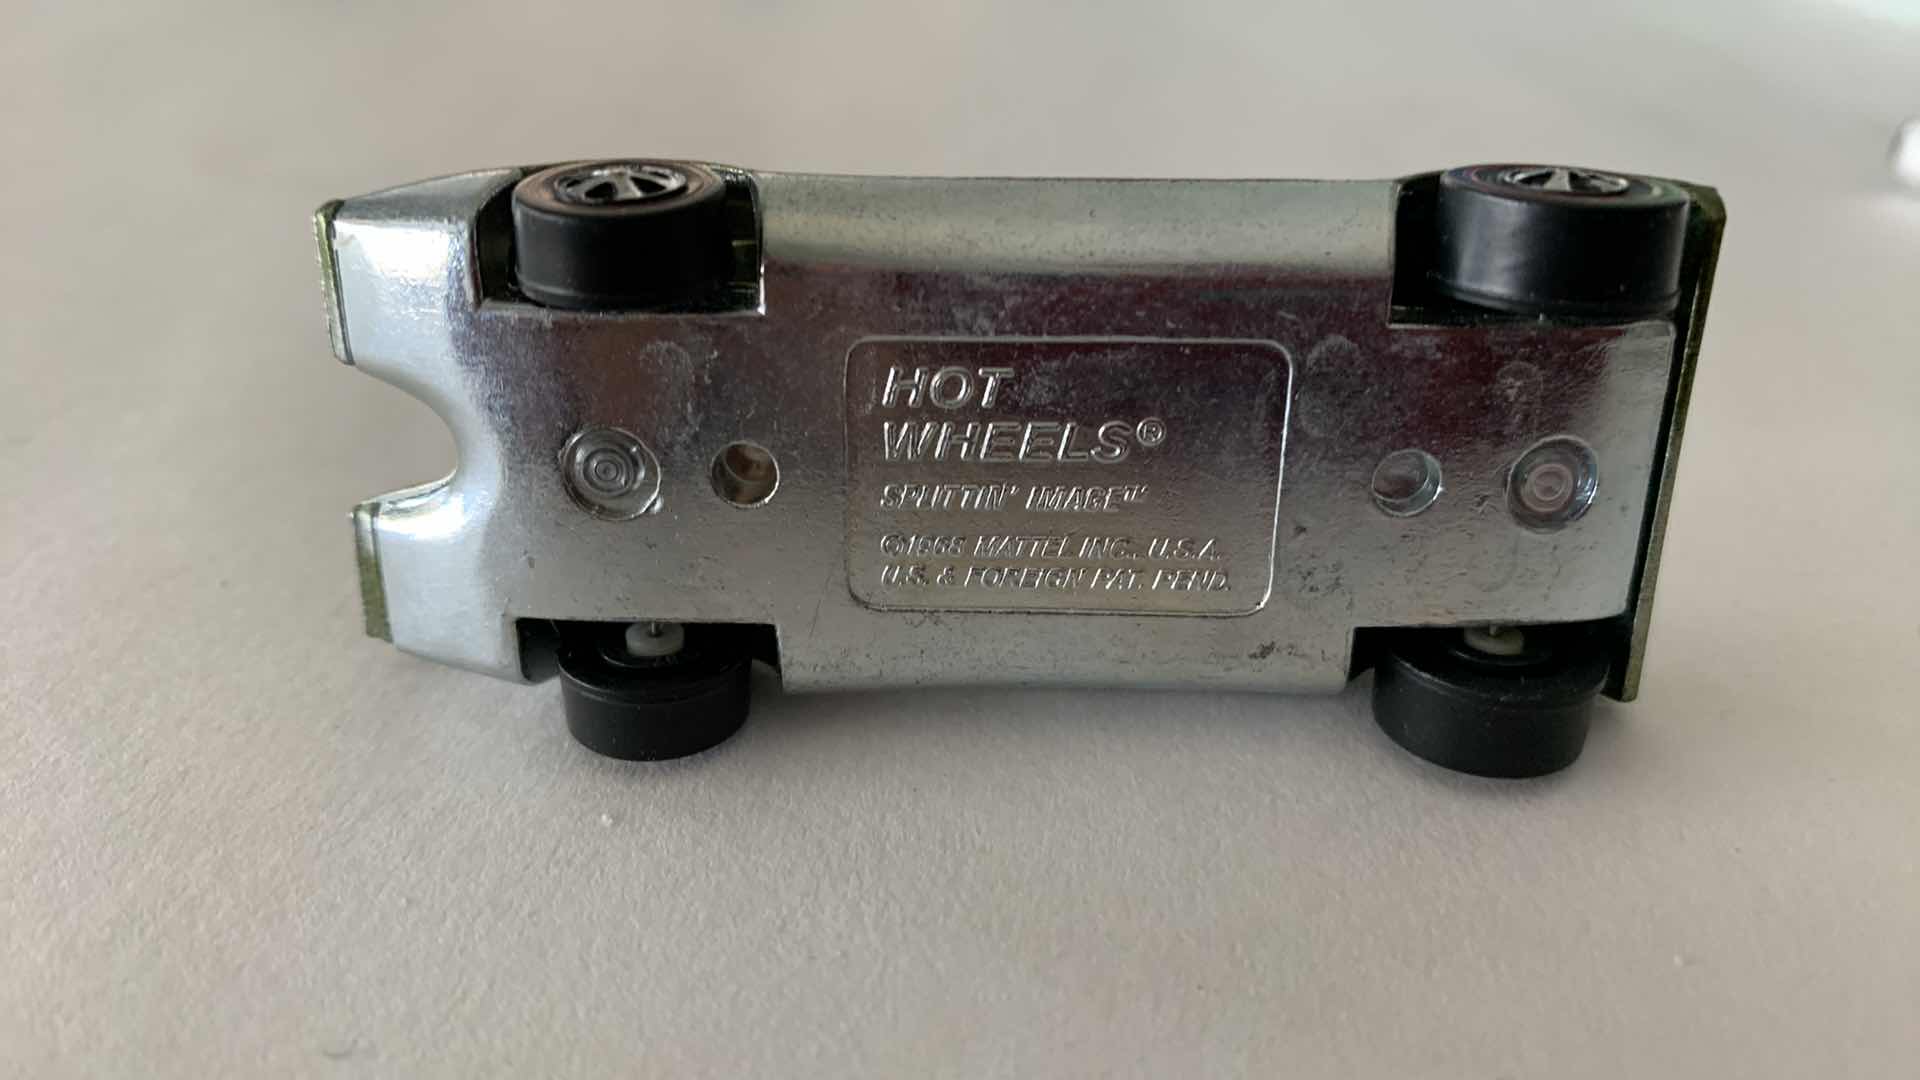 HOT
WHEELS®
SPLITTIN' IMAGE™
©1968 MATTEL INC., U.S.A.
U.S. & FOREIGN PAT. PEND.